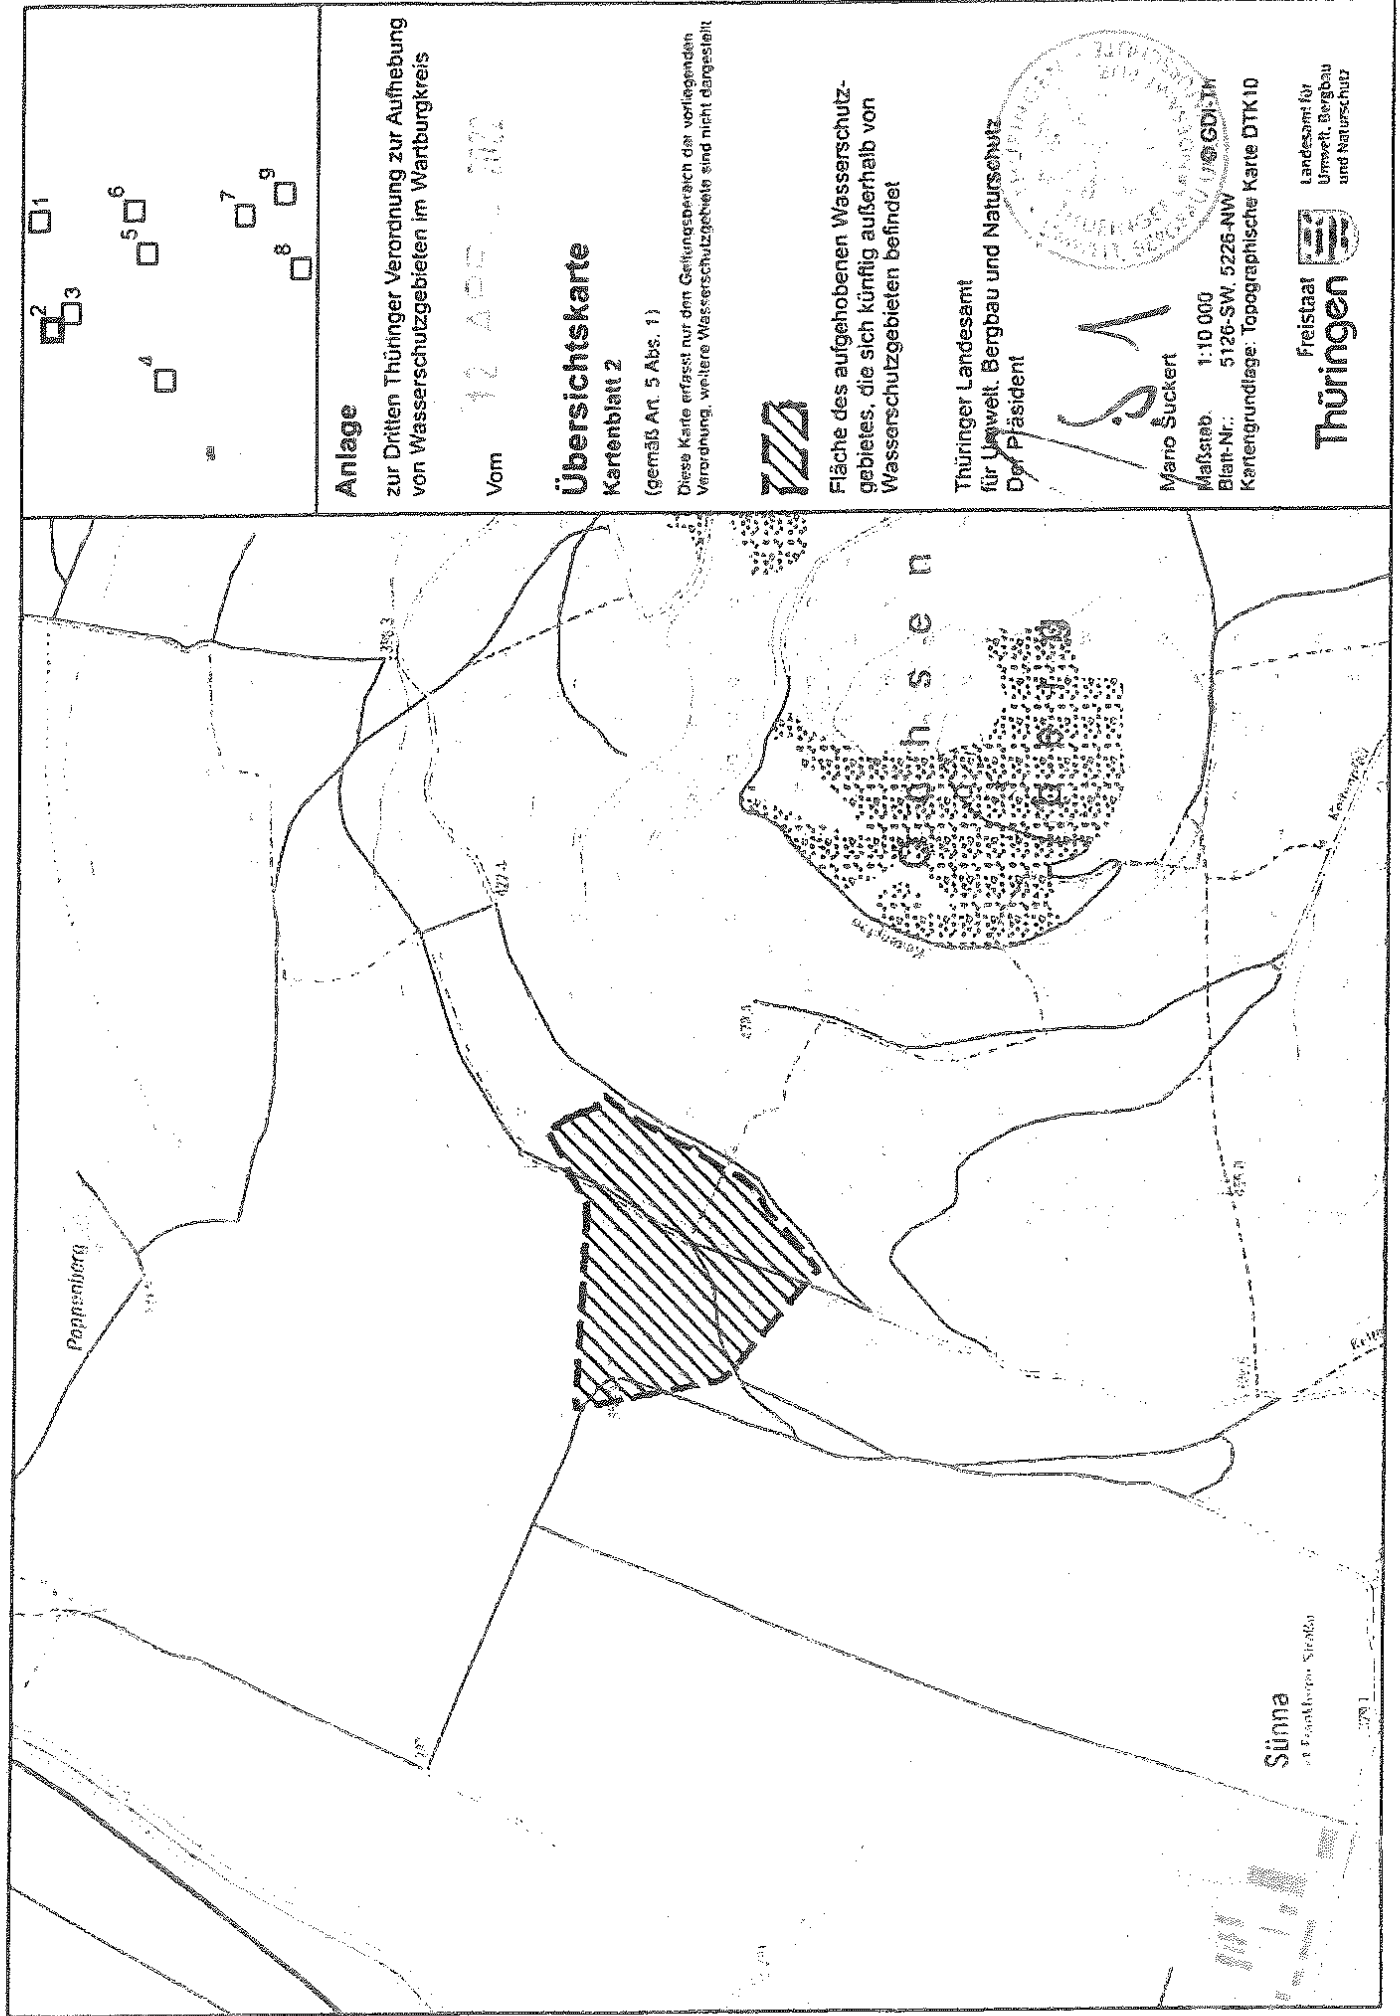 1
2
3
4
5
6
7
8
9
Anlage
zur Dritten Thüringer Verordnung zur Aufhebung
von Wasserschutzgebieten im Wartburgkreis
Vom
Übersichtskarte
Kartenblatt 2
(gemäß Art. 5 Abs. 1)
Diese Karte erfasst nur den Geltungsbereich der vorliegenden
Verordnung, weitere Wasserschutzgebiete sind nicht dargestellt
Fläche des aufgehobenen Wasserschutz-
gebietes, die sich künftig außerhalb von
Wasserschutzgebieten befindet
Thüringer Landesamt
für Umwelt, Bergbau und Naturschutz
Der Präsident
Mario Suckert
Maßstab: 1:10 000
Blatt-Nr.: 5126-SW, 5226-NW @GDI-Th
Kartengrundlage: Topographische Karte DTK10
Freistaat
Thüringen
Landesamt für
Umwelt, Bergbau
und Naturschutz
Poppenberg
Sünna